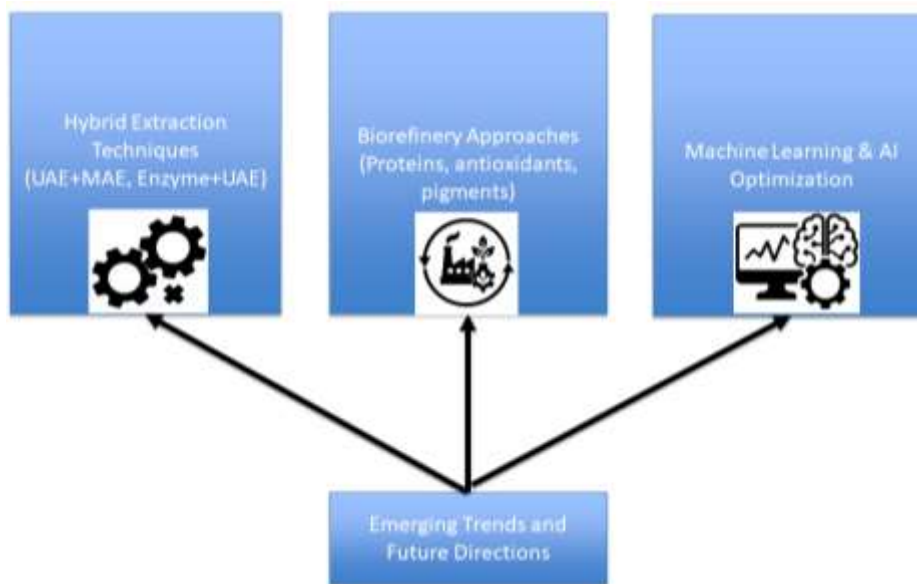 Hybrid Extraction
Techniques
(UAE+MAE, Enzyme+UAE)
Biorefinery Approaches
(Proteins, antioxidants,
pigments)
Machine Learning & AI
Optimization
Emerging Trends and
Future Directions